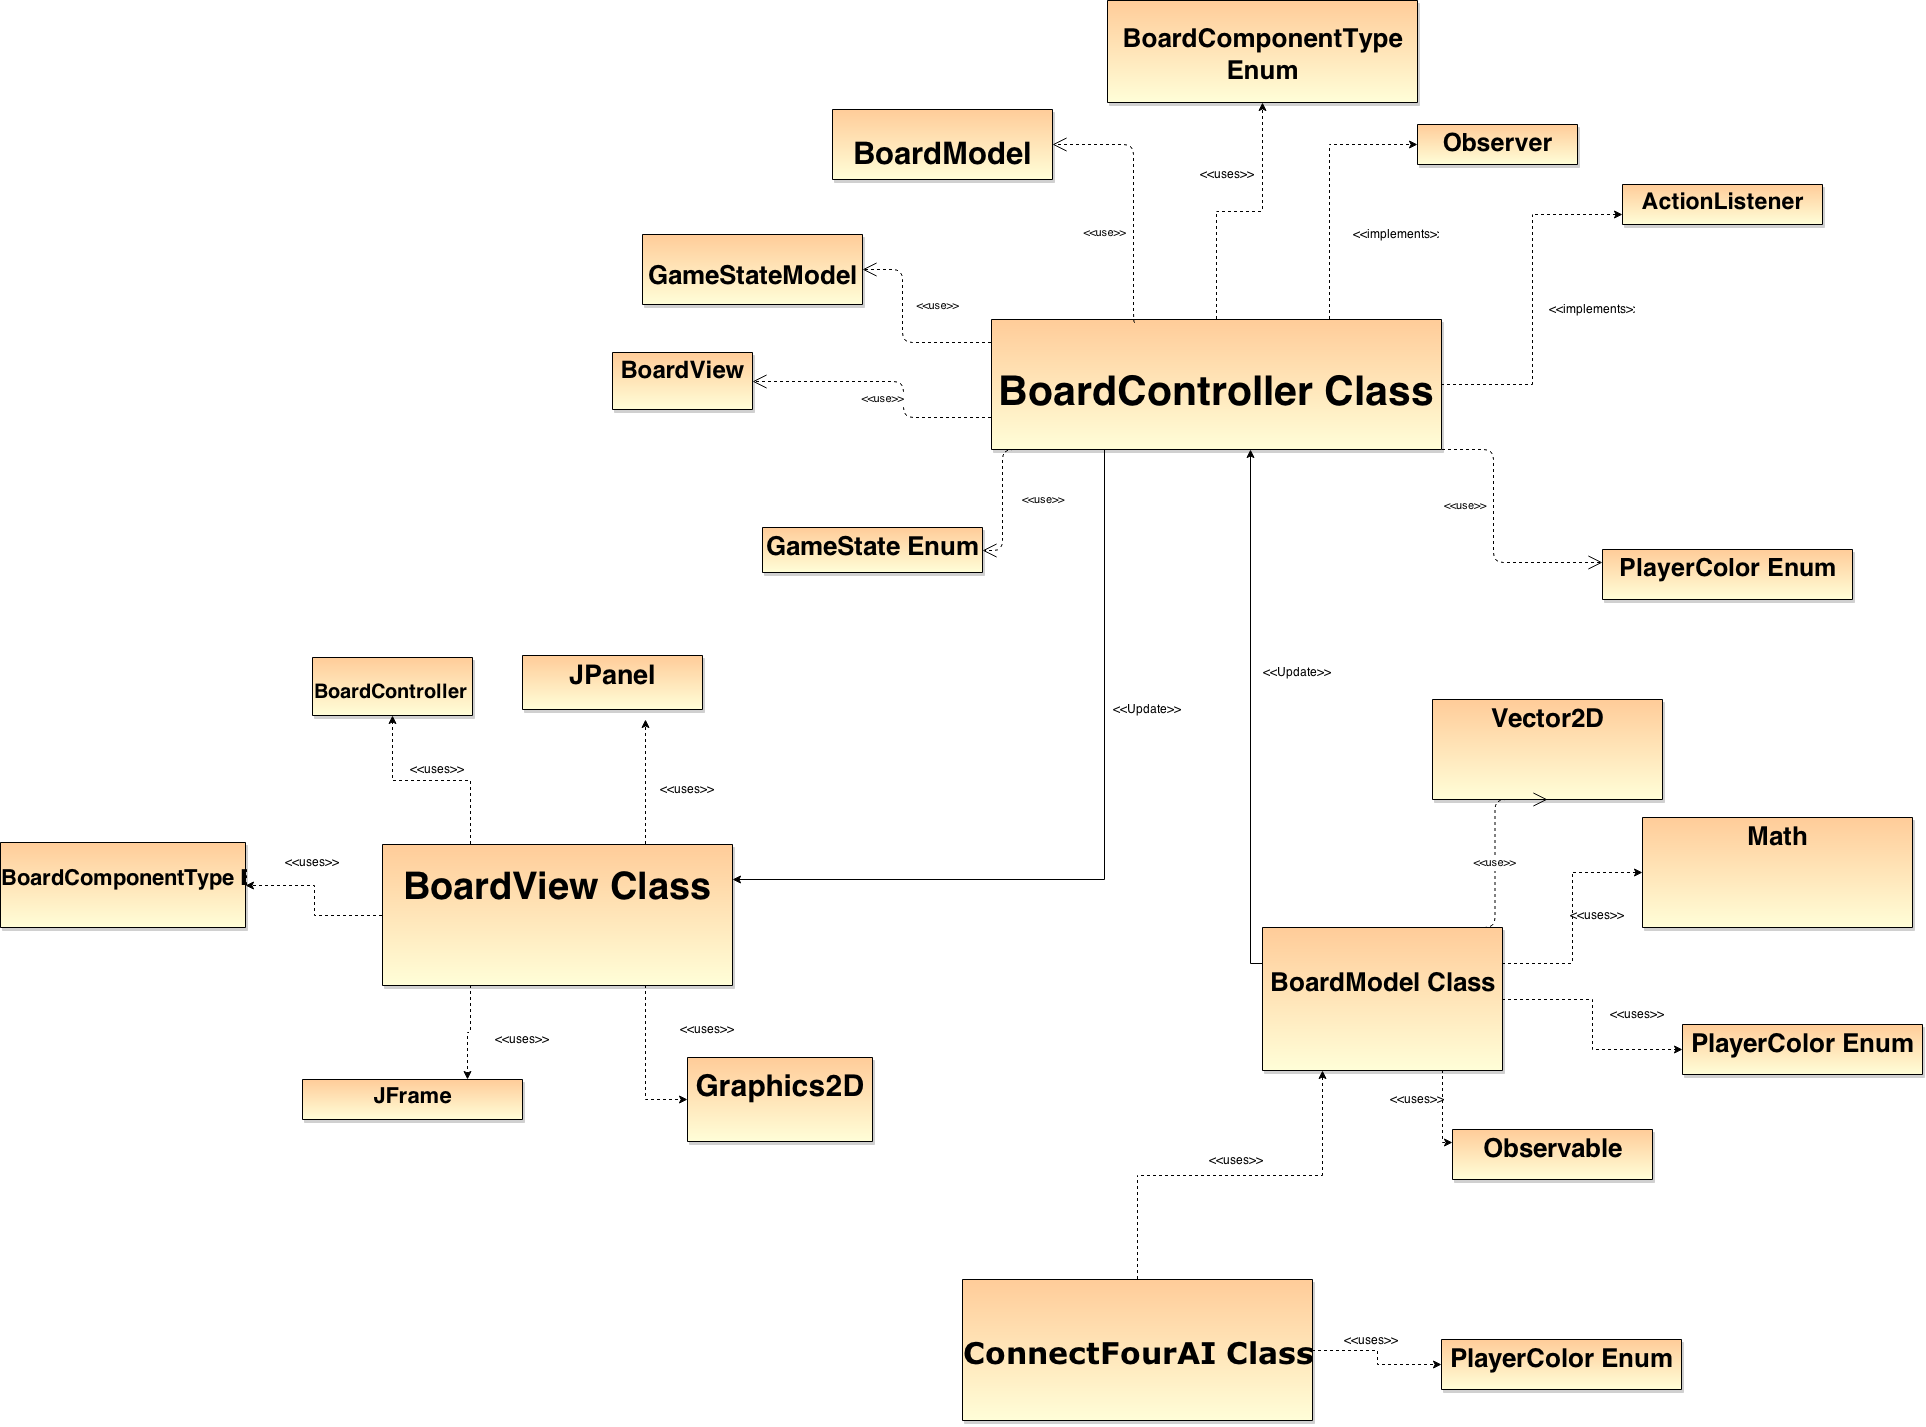 BoardComponentType
Enum
BoardModel
Observer
<<uses>>
ActionListener
<<use>>
<<implements>:
GameStateModel
<<use>>
<<implements>:
BoardView
<<use>>
BoardController Class
<<use>>
<<use>>
GameState Enum
PlayerColor Enum
BoardController
JPanel
<<Update>>
<<Update>>
Vector2D
<<uses>>
<<uses>>
Math
<<uses>>
<<use>>
BoardComponentType E
BoardView Class
<<uses>>
BoardModel Class
<<uses>>
<<uses>>
<<uses>>
PlayerColor Enum
JFrame
Graphics2D
<<uses>>
Observable
<<uses>>
ConnectFourAI Class
<<uses>>
PlayerColor Enum